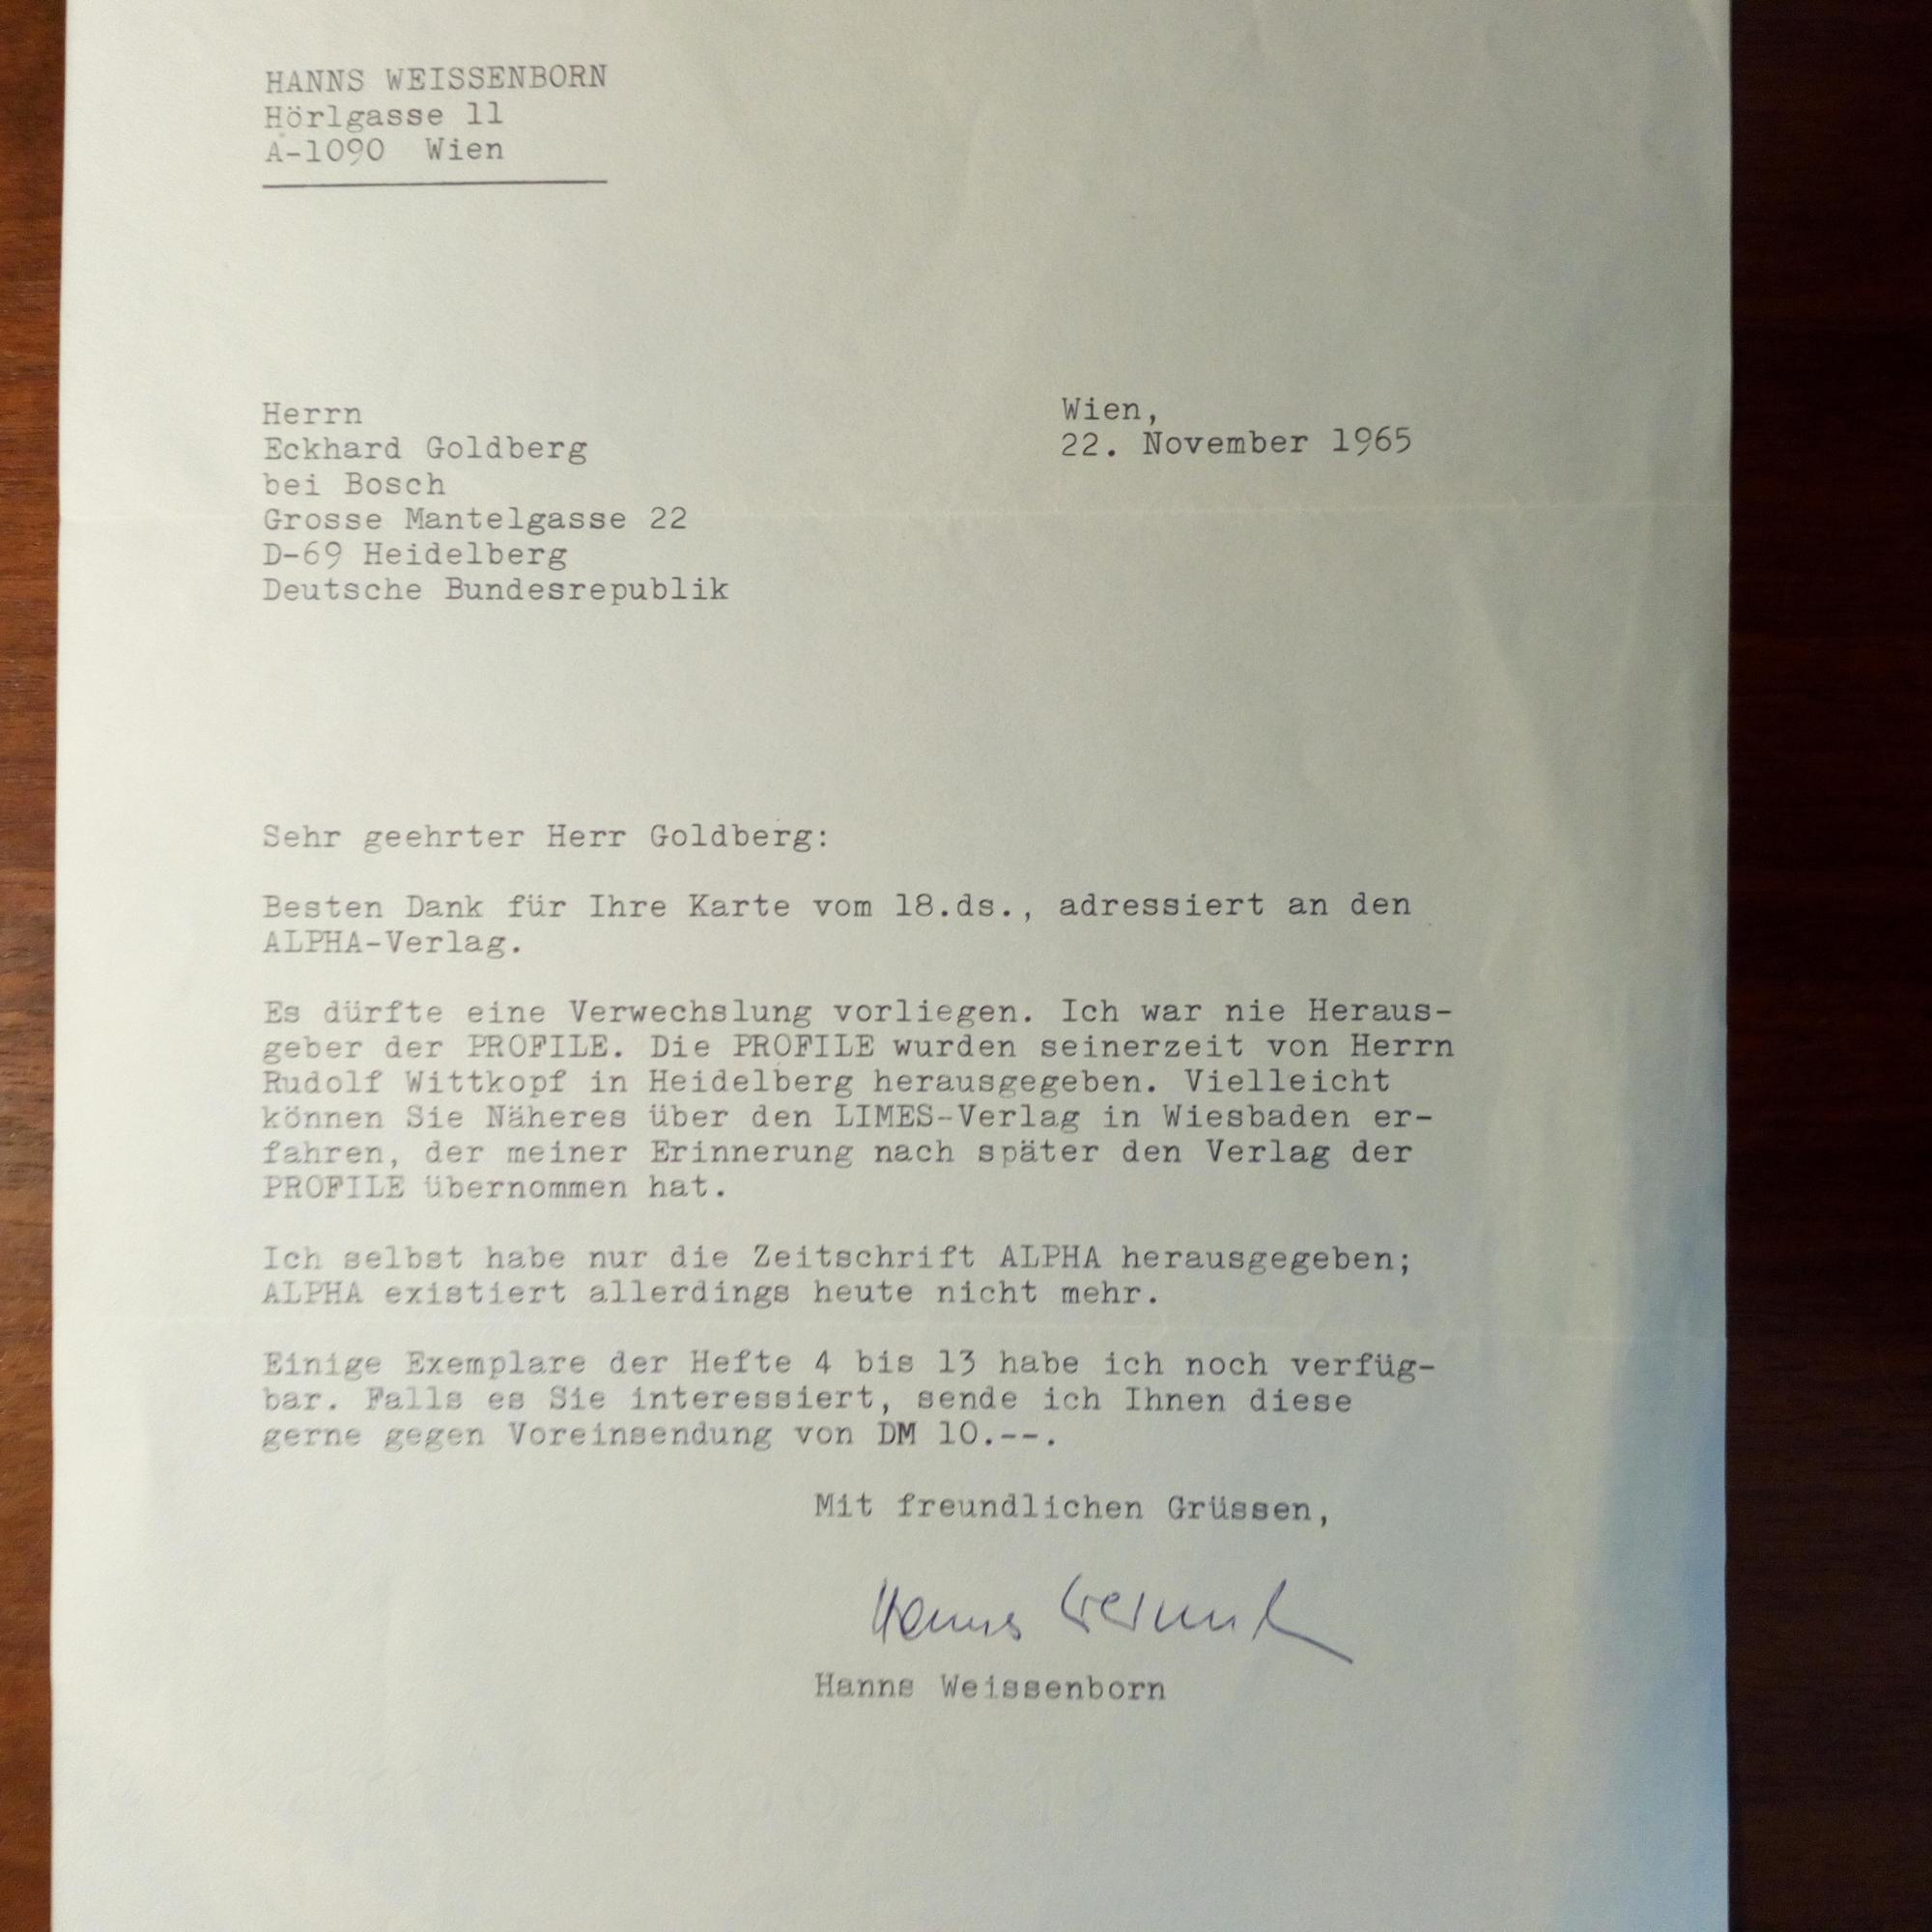 HANNS WEISSENBORN
Hörlgasse 11
A-1090 Wien
Herrn
Eckhard Goldberg
bei Bosch
Grosse Mantelgasse 22
D-69 Heidelberg
Deutsche Bundesrepublik
Wien,
22. November 1965
Sehr geehrter Herr Goldberg:
Besten Dank für Ihre Karte vom 18.ds., adressiert an den
ALPHA-Verlag.
Es dürfte eine Verwechslung vorliegen. Ich war nie Heraus-
geber der PROFILE. Die PROFILE wurden seinerzeit von Herrn
Rudolf Wittkopf in Heidelberg herausgegeben. Vielleicht
können Sie Näheres über den LIMES-Verlag in Wiesbaden er-
fahren, der meiner Erinnerung nach später den Verlag der
PROFILE übernommen hat.
Ich selbst habe nur die Zeitschrift ALPHA herausgegeben;
ALPHA existiert allerdings heute nicht mehr.
Einige Exemplare der Hefte 4 bis 13 habe ich noch verfüg-
bar. Falls es Sie interessiert, sende ich Ihnen diese
gerne gegen Voreinsendung von DM 10.--.
Mit freundlichen Grüssen,
Hanns
Hanns Weissenborn